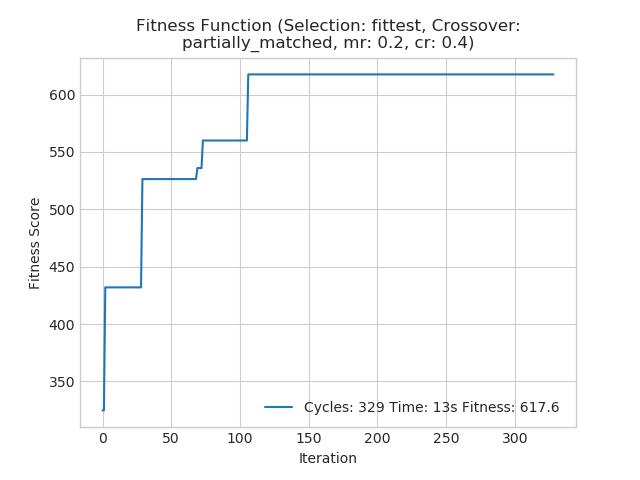 Fitness Function (Selection: fittest, Crossover:
partially_matched, mr: 0.2, cr: 0.4)
Fitness Score
600
550
500
450
400
350
Cycles: 329 Time: 13s Fitness: 617.6
0 50 100 150 200 250 300
Iteration